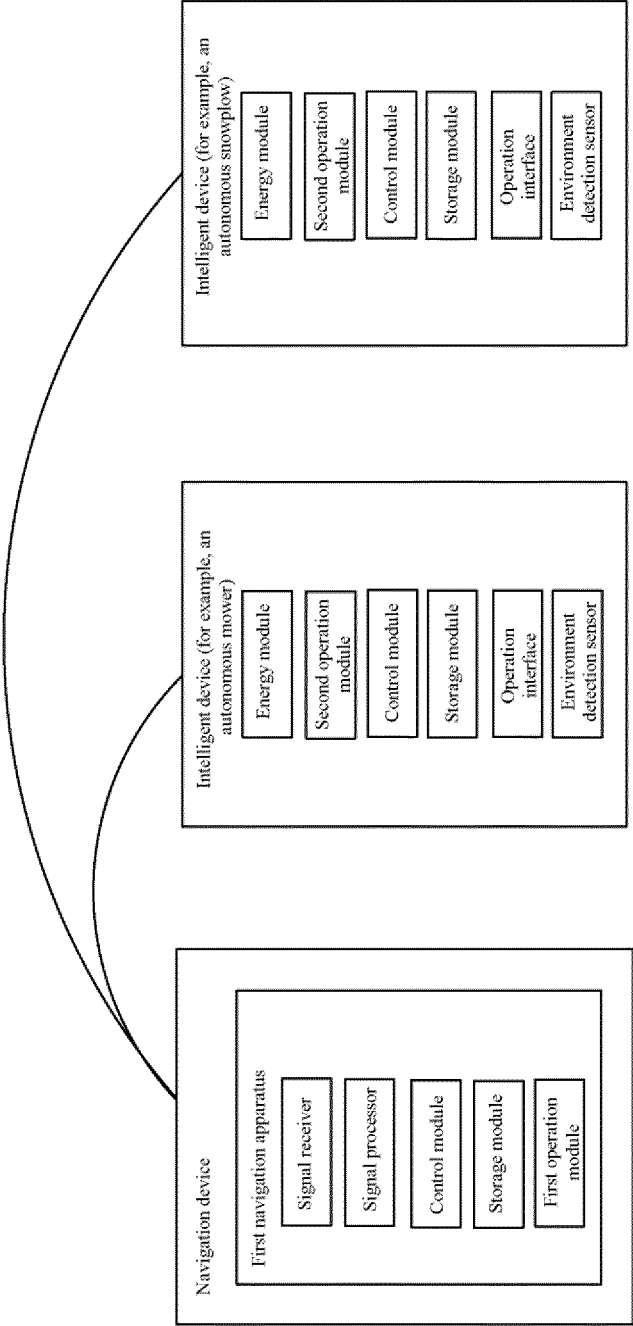 Navigation device
First navigation apparatus
Signal receiver
Signal processor
Control module
Storage module
First operation
module
Intelligent device (for example, an
autonomous mower)
Energy module
Second operation
module
Control module
Storage module
Operation
interface
Environment
detection sensor
Intelligent device (for example, an
autonomous snowplow)
Energy module
Second operation
module
Control module
Storage module
Operation
interface
Environment
detection sensor